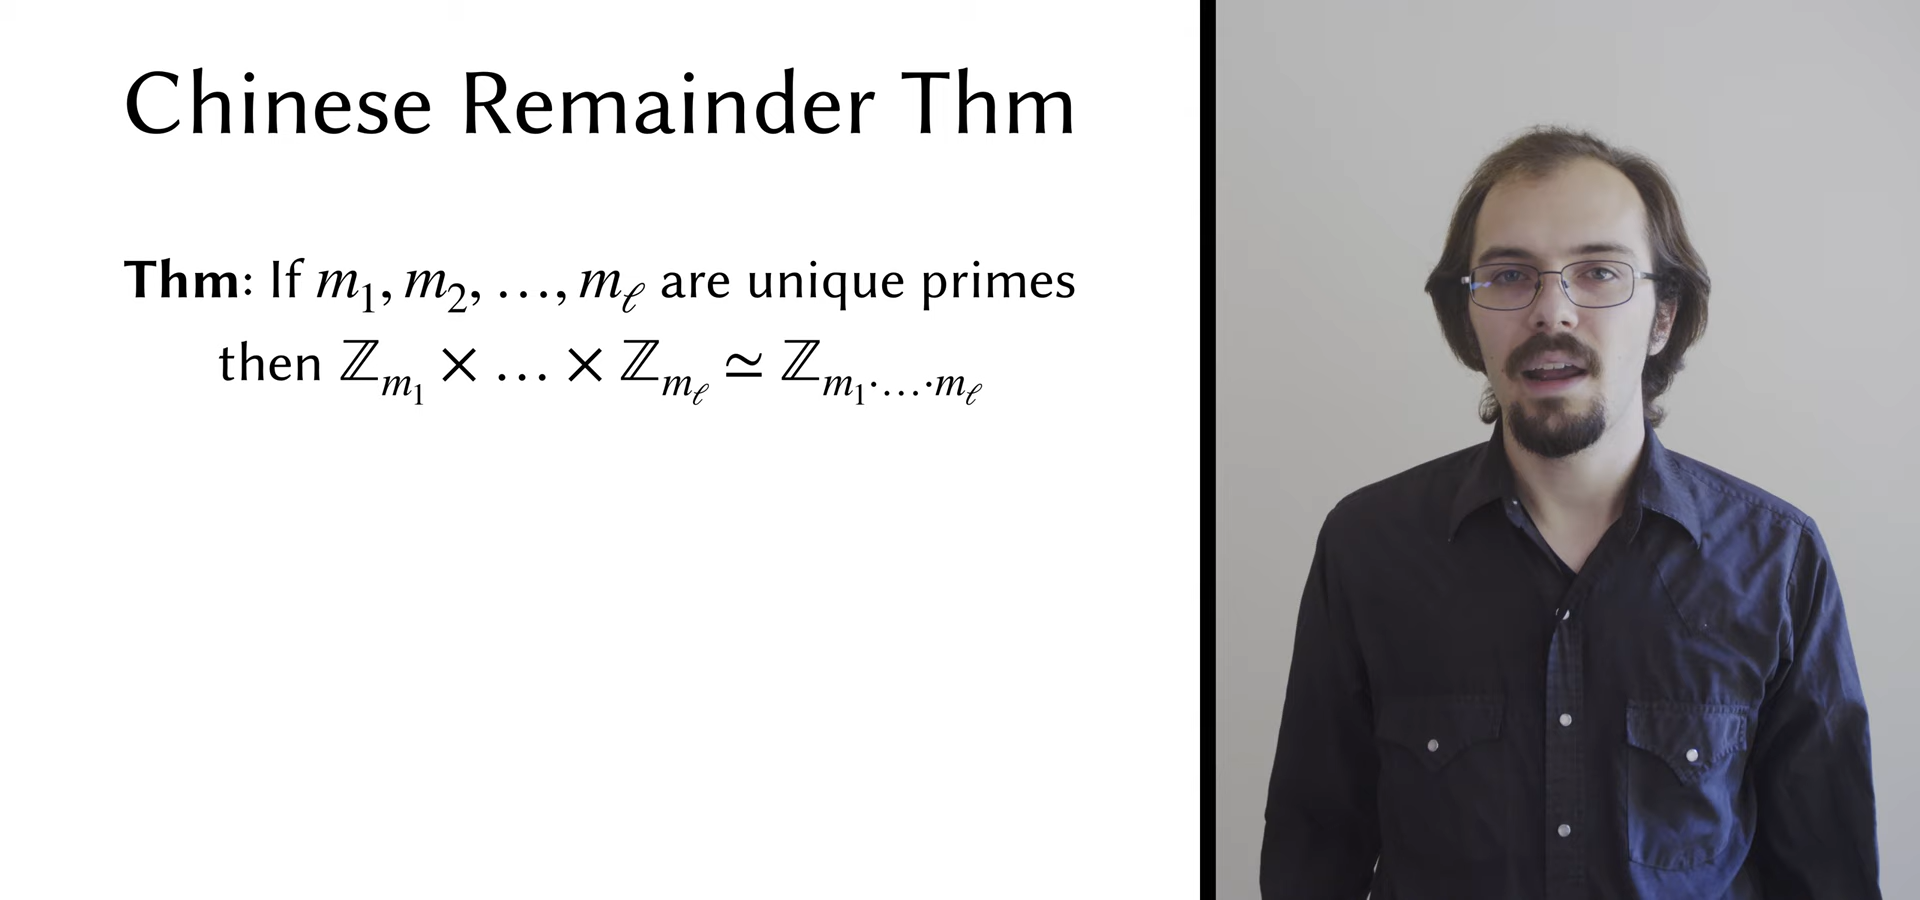 Chinese Remainder Thm
Thm: If m₁, m₂, …, mℓ are unique primes
then ℤₘ₁ × … × ℤₘℓ ≃ ℤₘ₁·…·ₘℓ